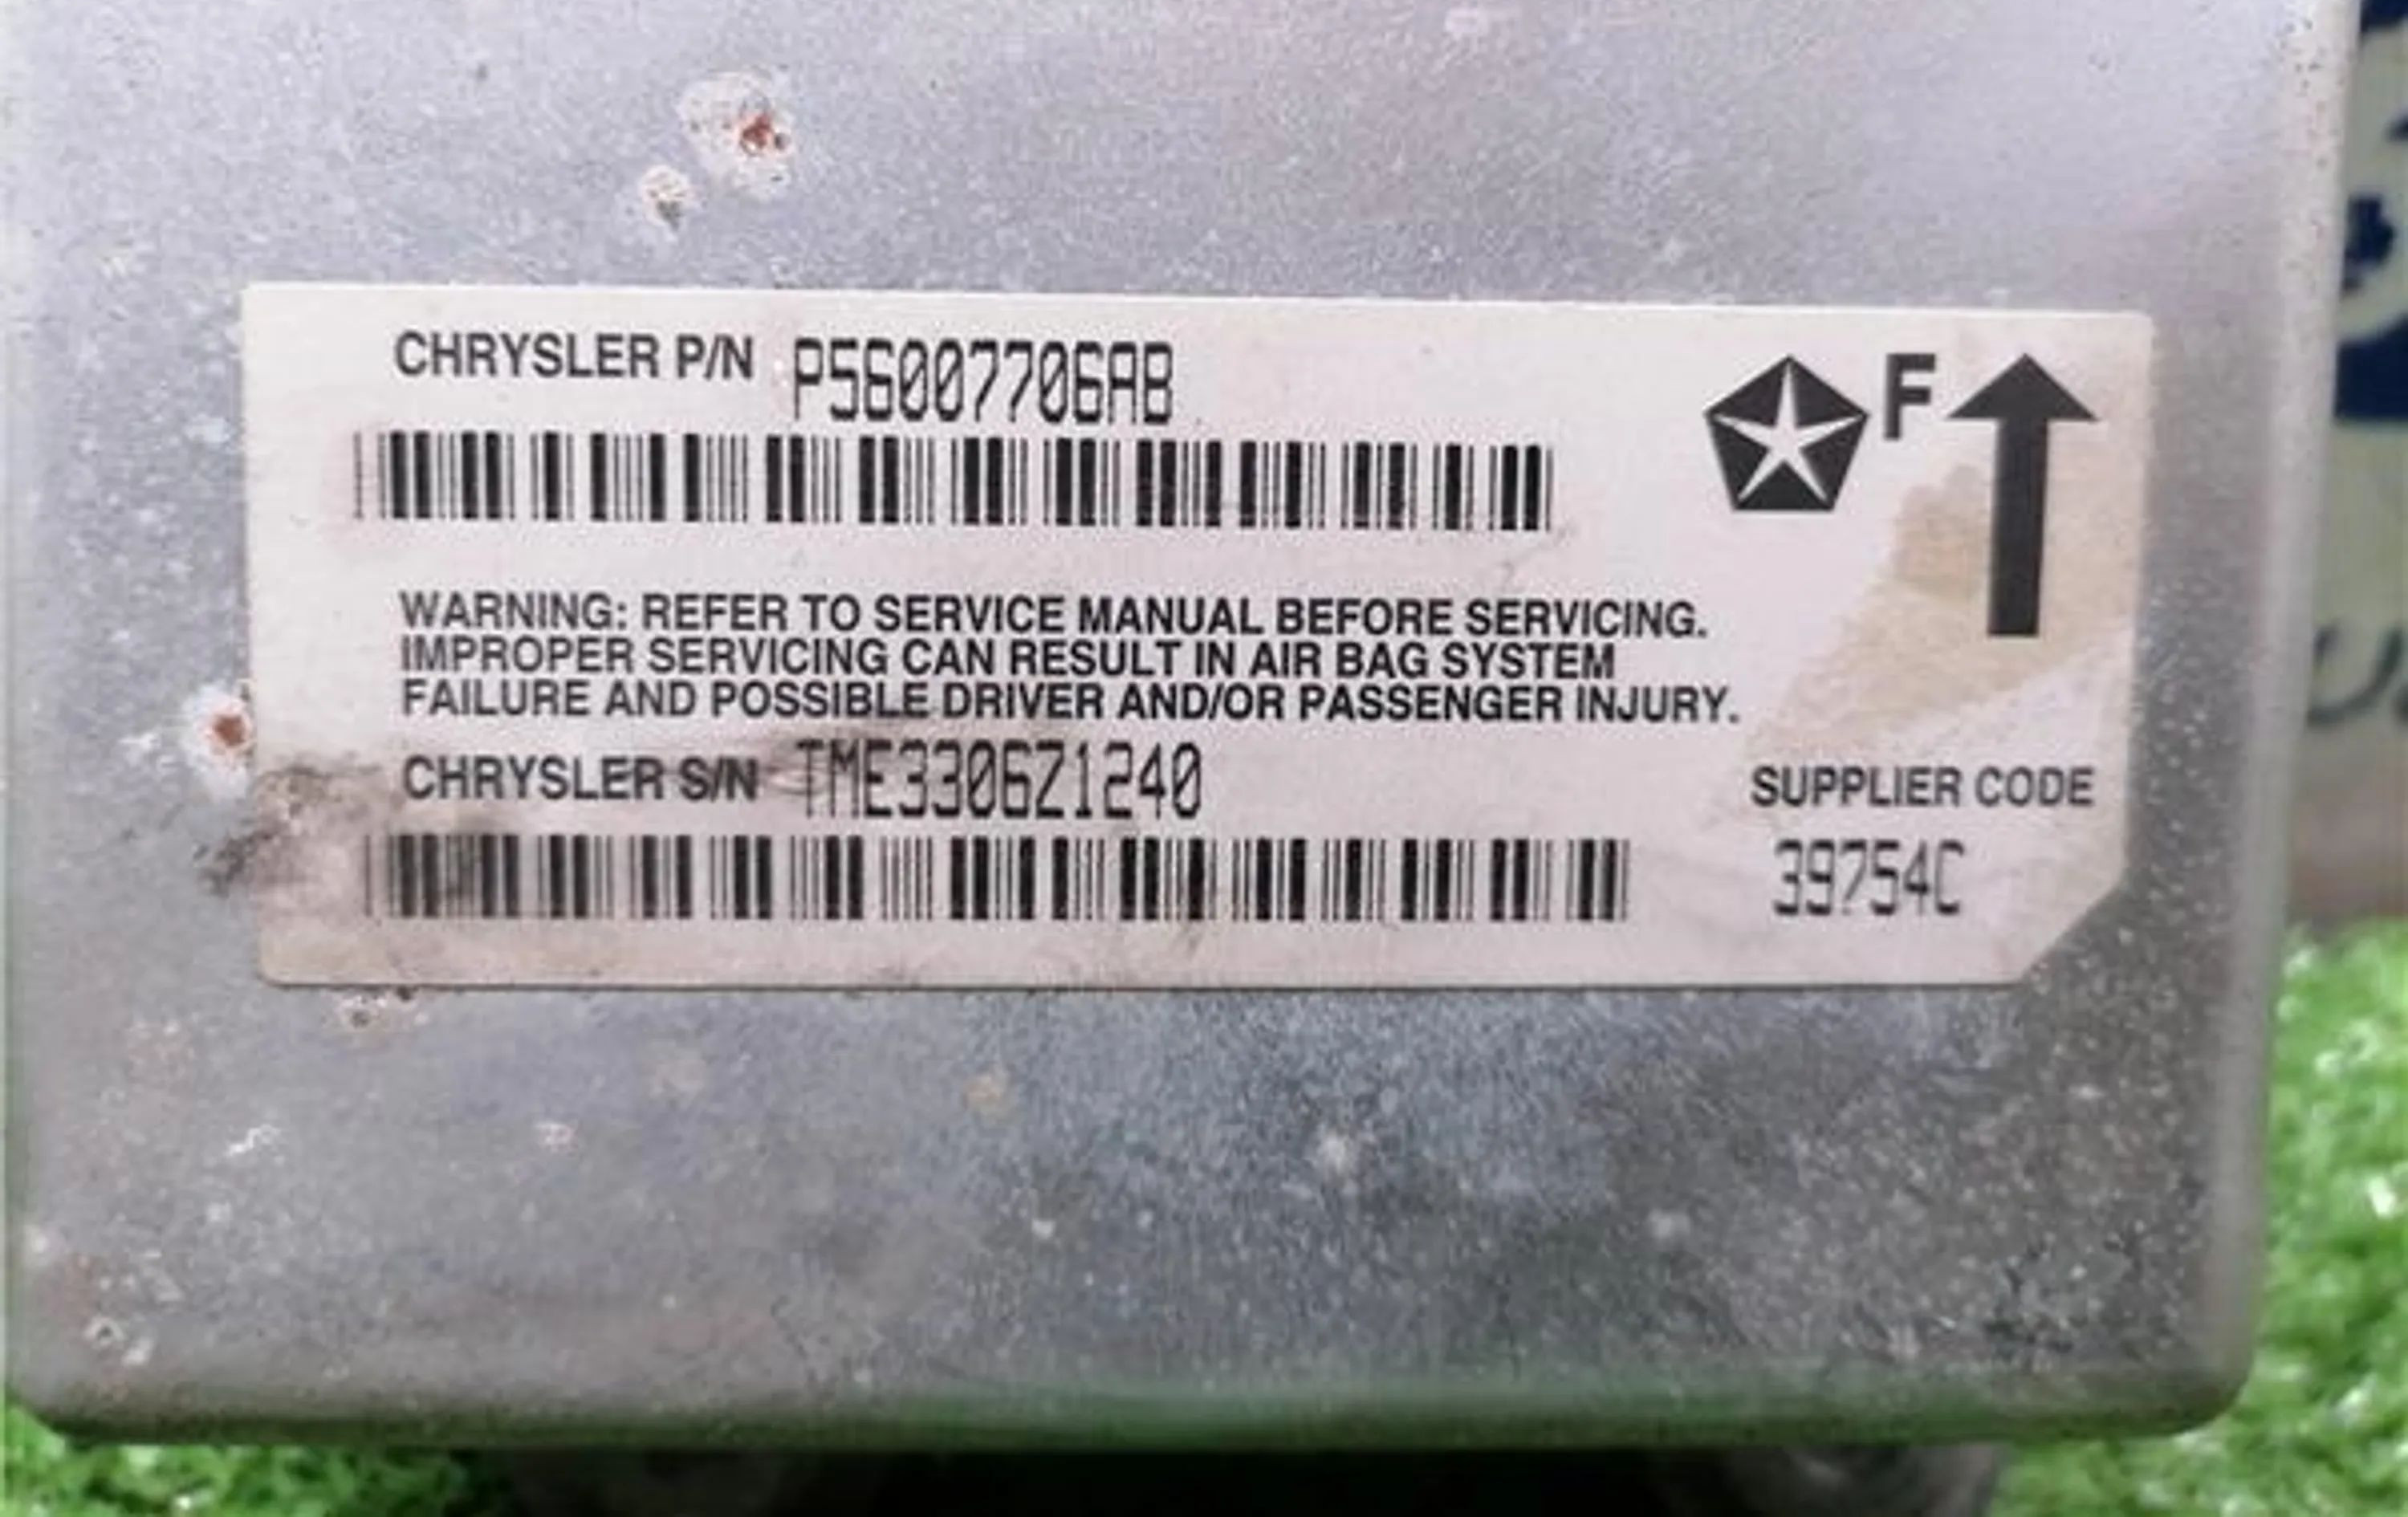 CHRYSLER P/N P56007706AB
F
WARNING: REFER TO SERVICE MANUAL BEFORE SERVICING.
IMPROPER SERVICING CAN RESULT IN AIR BAG SYSTEM
FAILURE AND POSSIBLE DRIVER AND/OR PASSENGER INJURY.
CHRYSLER S/N TME3306Z1240
SUPPLIER CODE
39754C